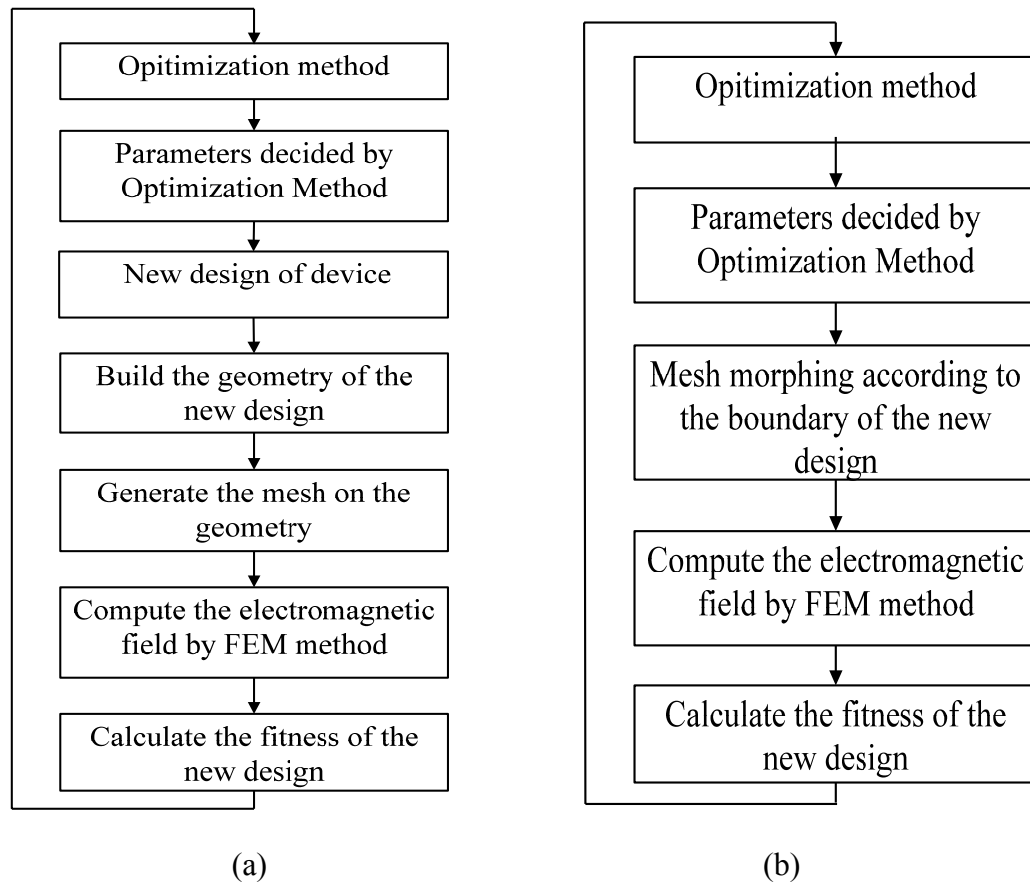 Opitimization method
Parameters decided by
Optimization Method
New design of device
Build the geometry of the
new design
Generate the mesh on the
geometry
Compute the electromagnetic
field by FEM method
Calculate the fitness of the
new design
(a)
Opitimization method
Parameters decided by
Optimization Method
Mesh morphing according to
the boundary of the new
design
Compute the electromagnetic
field by FEM method
Calculate the fitness of the
new design
(b)